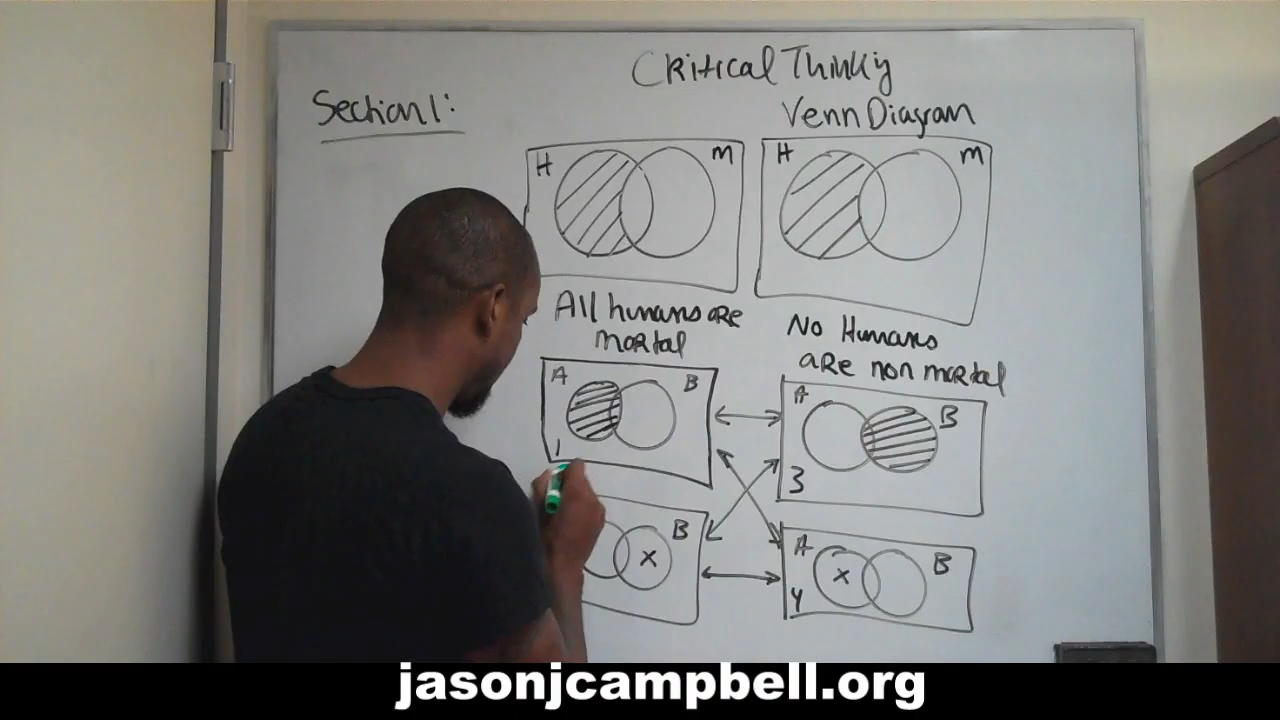 Critical Thinking
Section 1:
Venn Diagram
H M
H M
All humans are
mortal
No Humans
are non mortal
A B
1
A B
3
B
x
A B
x
4
jasonjcampbell.org